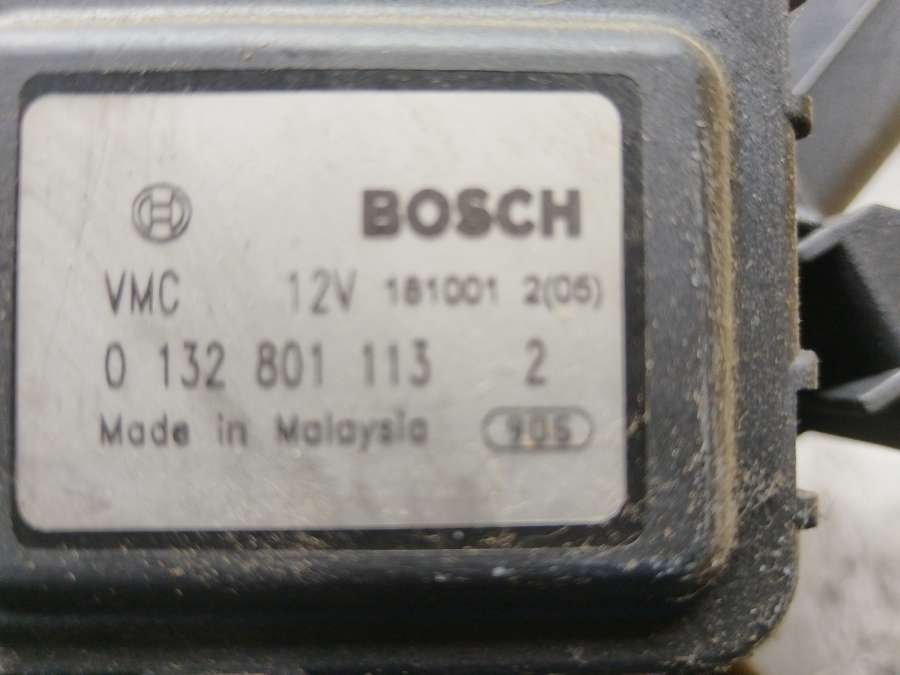 BOSCH
VMC 12V 181001 2(05)
0 132 801 113 2
Made in Malaysia 905